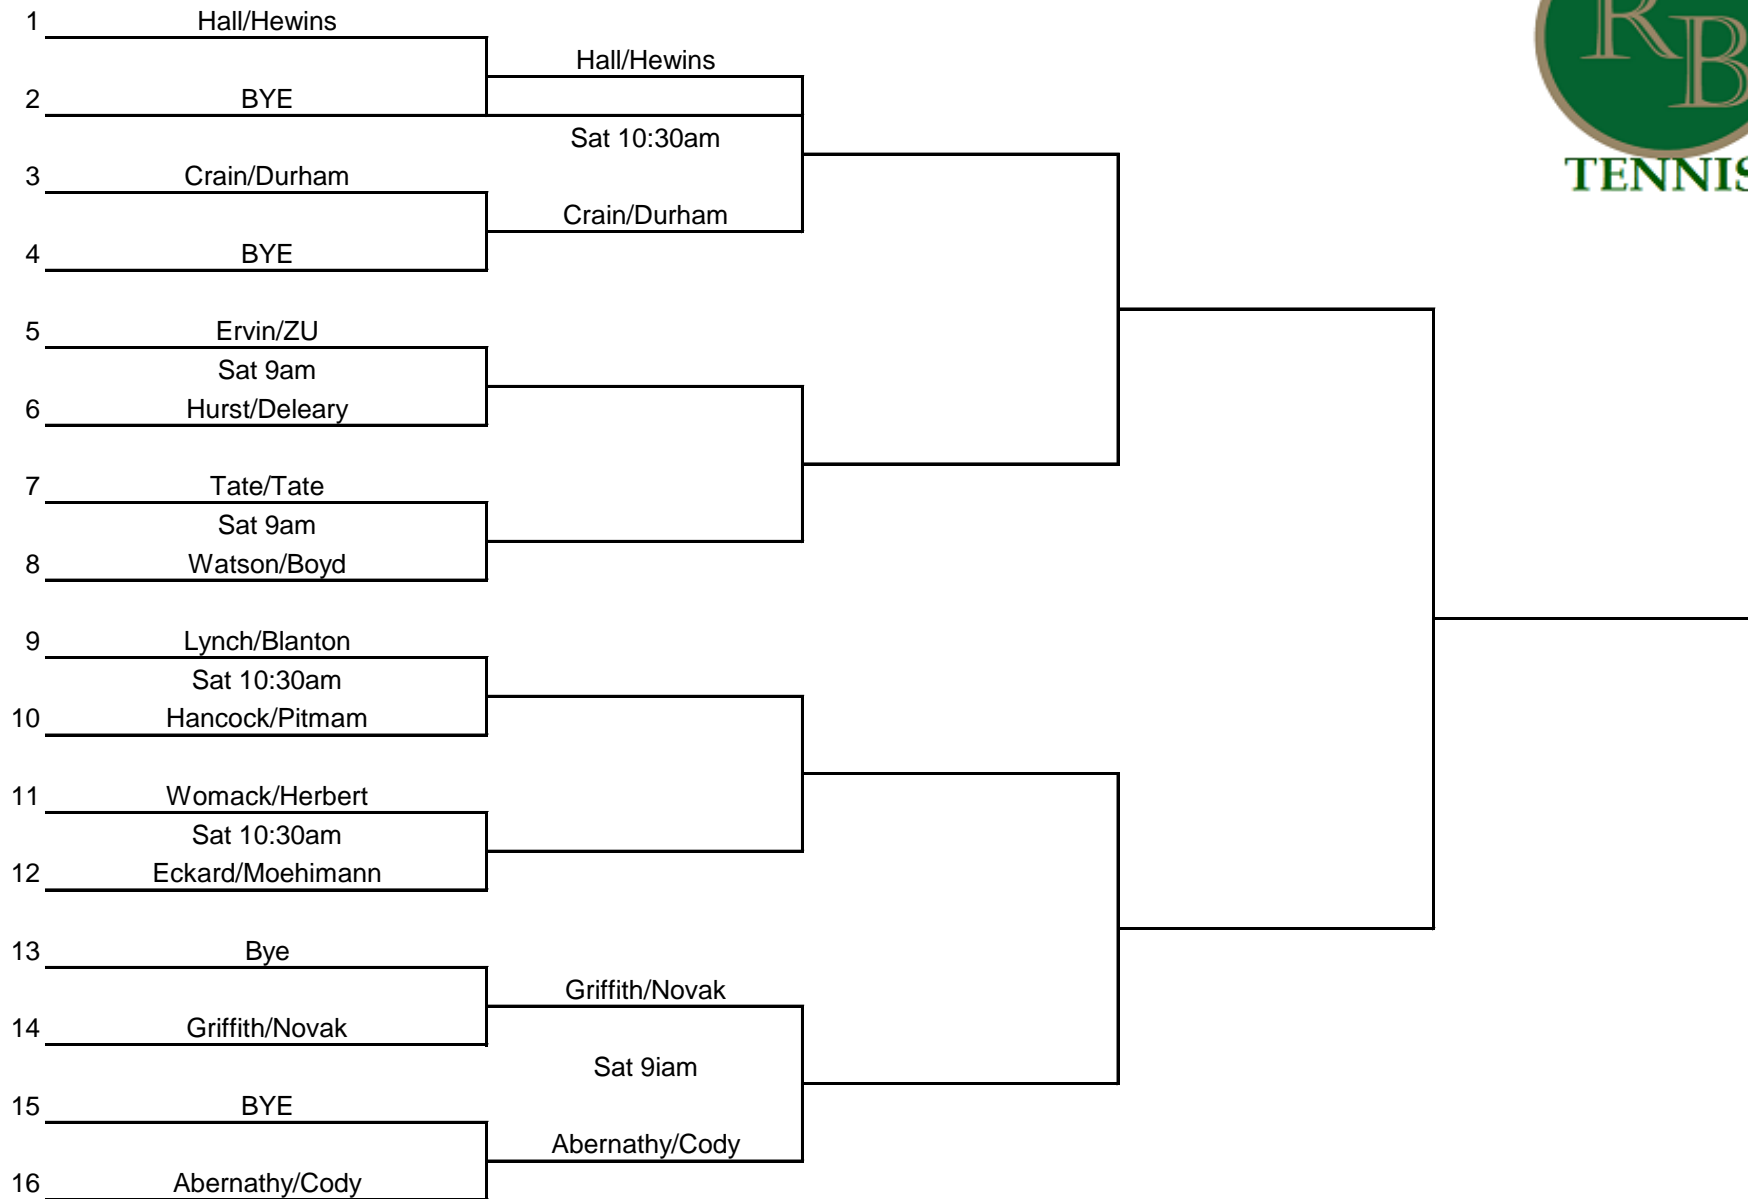 1 Hall/Hewins
Hall/Hewins
2 BYE
Sat 10:30am
3 Crain/Durham
Crain/Durham
4 BYE
5 Ervin/ZU
Sat 9am
6 Hurst/Deleary
7 Tate/Tate
Sat 9am
8 Watson/Boyd
9 Lynch/Blanton
Sat 10:30am
10 Hancock/Pitmam
11 Womack/Herbert
Sat 10:30am
12 Eckard/Moehimann
13 Bye
Griffith/Novak
14 Griffith/Novak
Sat 9iam
15 BYE
Abernathy/Cody
16 Abernathy/Cody
RB
TENNIS